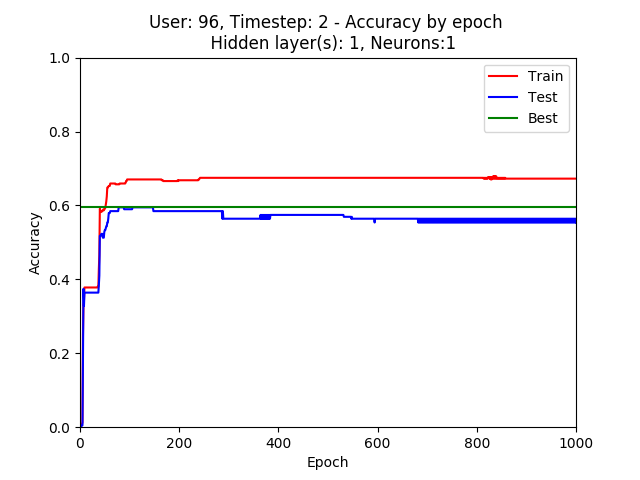 User: 96, Timestep: 2 - Accuracy by epoch
Hidden layer(s): 1, Neurons:1
1.0
0.8
0.6
0.4
0.2
0.0
Accuracy
Train
Test
Best
0 200 400 600 800 1000
Epoch